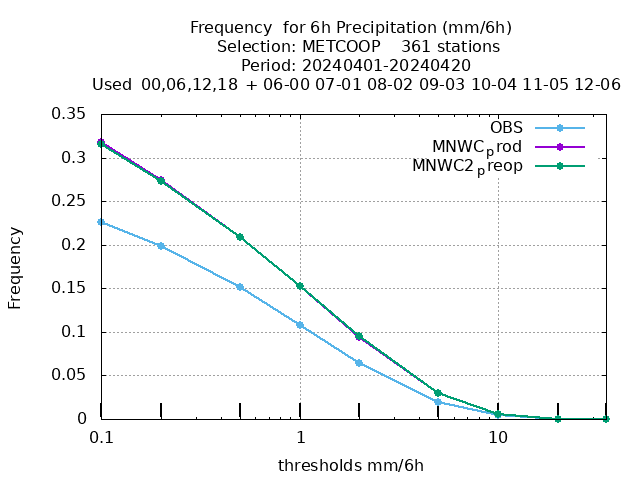 Frequency  for 6h Precipitation (mm/6h)
Selection: METCOOP    361 stations
Period: 20240401-20240420
Used  00,06,12,18  + 06-00 07-01 08-02 09-03 10-04 11-05 12-06
OBS
MNWCprod
MNWC2preop
0.35
0.3
0.25
0.2
0.15
0.1
0.05
0
Frequency
0.1 1 10
thresholds mm/6h